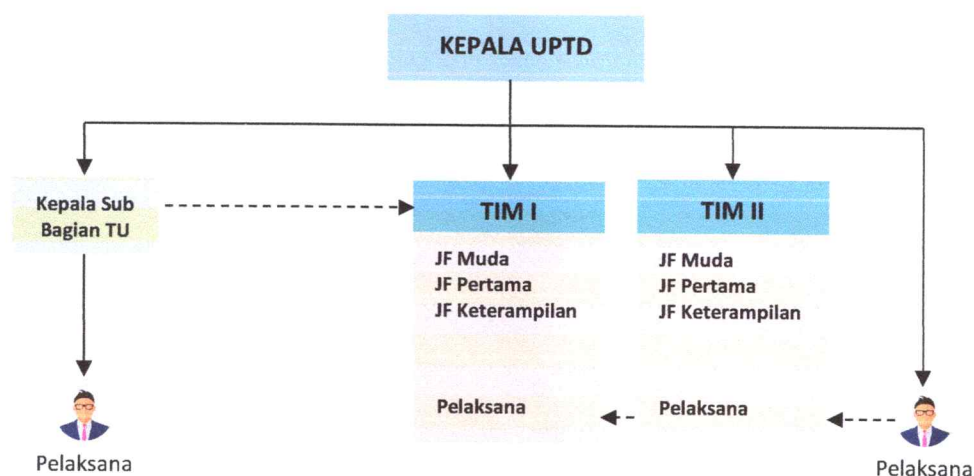 KEPALA UPTD
Kepala Sub
Bagian TU
TIM I
TIM II
JF Muda
JF Pertama
JF Keterampilan
JF Muda
JF Pertama
JF Keterampilan
Pelaksana
Pelaksana
Pelaksana
Pelaksana